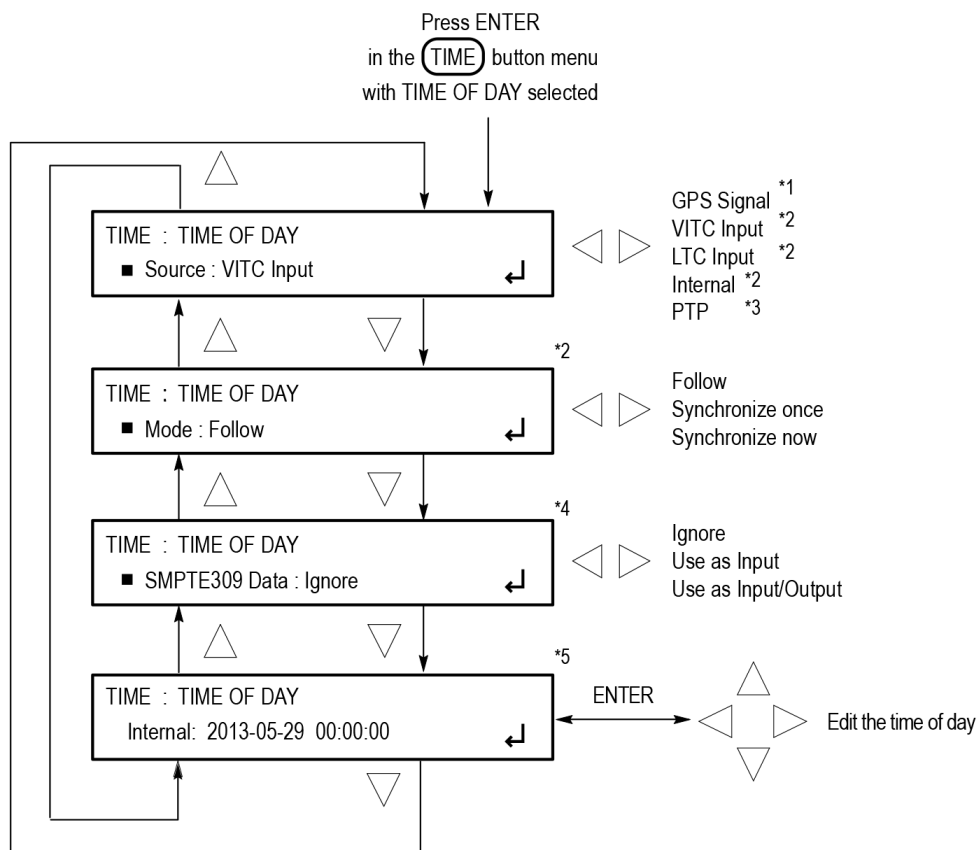 Press ENTER
in the TIME button menu
with TIME OF DAY selected
TIME : TIME OF DAY
■ Source : VITC Input
GPS Signal *1
VITC Input *2
LTC Input *2
Internal *2
PTP *3
*2
TIME : TIME OF DAY
■ Mode : Follow
Follow
Synchronize once
Synchronize now
*4
TIME : TIME OF DAY
■ SMPTE309 Data : Ignore
Ignore
Use as Input
Use as Input/Output
*5
TIME : TIME OF DAY
Internal: 2013-05-29 00:00:00
ENTER
Edit the time of day